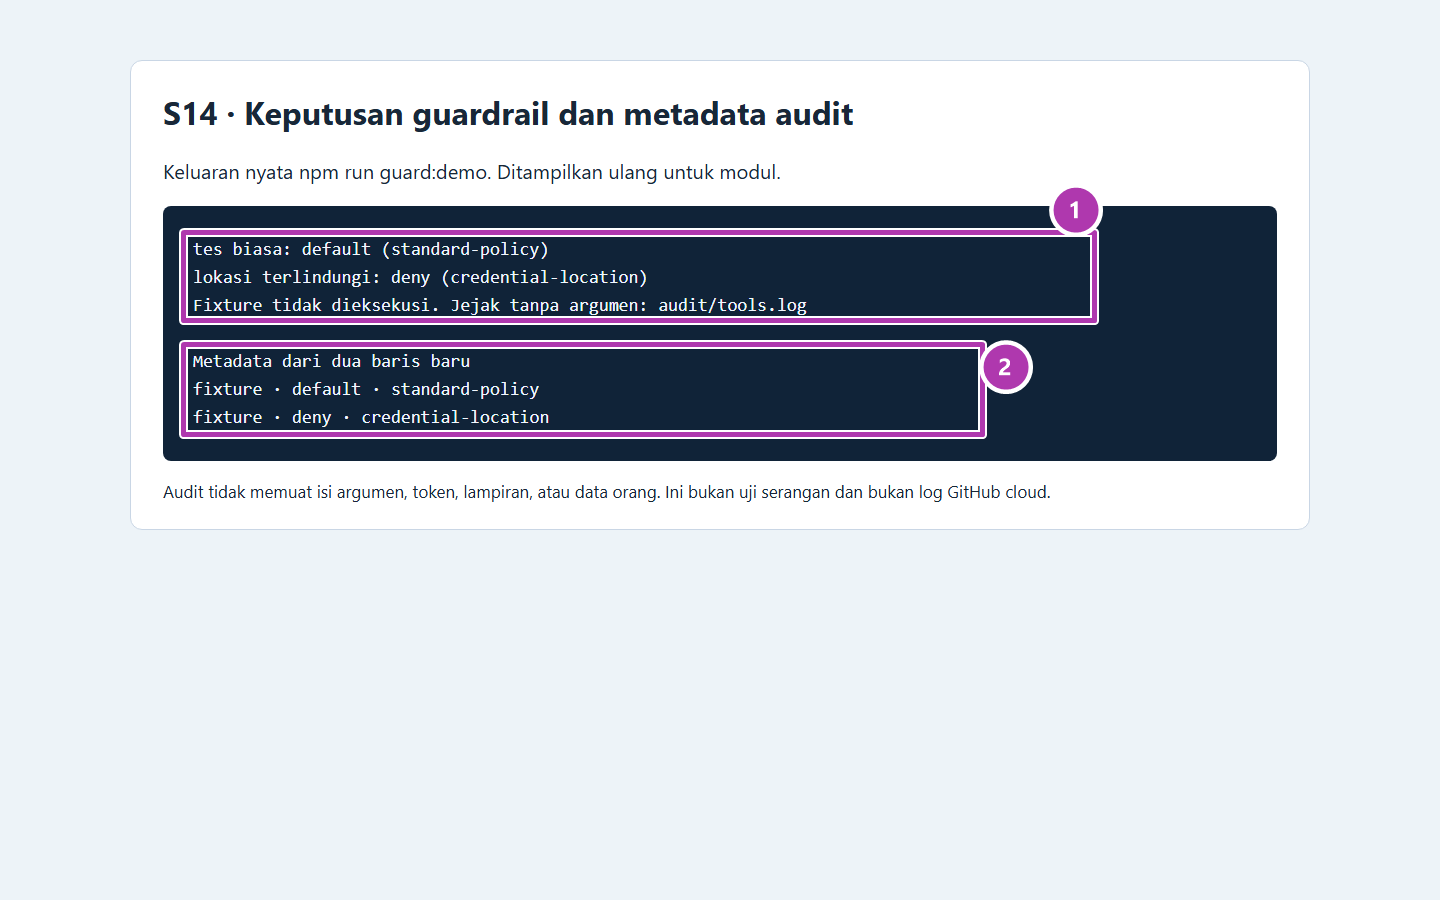 S14 · Keputusan guardrail dan metadata audit
Keluaran nyata npm run guard:demo. Ditampilkan ulang untuk modul.
1
tes biasa: default (standard-policy)
lokasi terlindungi: deny (credential-location)
Fixture tidak dieksekusi. Jejak tanpa argumen: audit/tools.log
2
Metadata dari dua baris baru
fixture · default · standard-policy
fixture · deny · credential-location
Audit tidak memuat isi argumen, token, lampiran, atau data orang. Ini bukan uji serangan dan bukan log GitHub cloud.